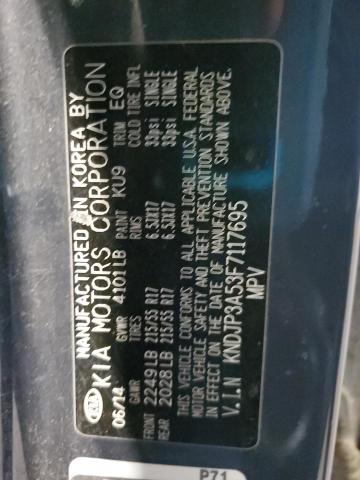 MANUFACTURED IN KOREA BY
KIA KIA MOTORS CORPORATION
06/14 GVWR 4101LB PAINT KU9 TRIM EQ
GAWR TIRES RIMS COLD TIRE INFL
FRONT 2249LB 215/55 R17 6.5JX17 33psi SINGLE
REAR 2028LB 215/55 R17 6.5JX17 33psi SINGLE
THIS VEHICLE CONFORMS TO ALL APPLICABLE U.S.A. FEDERAL
MOTOR VEHICLE SAFETY AND THEFT PREVENTION STANDARDS
IN EFFECT ON THE DATE OF MANUFACTURE SHOWN ABOVE.
V.I.N KNDJP3A53F7117695
MPV
P71